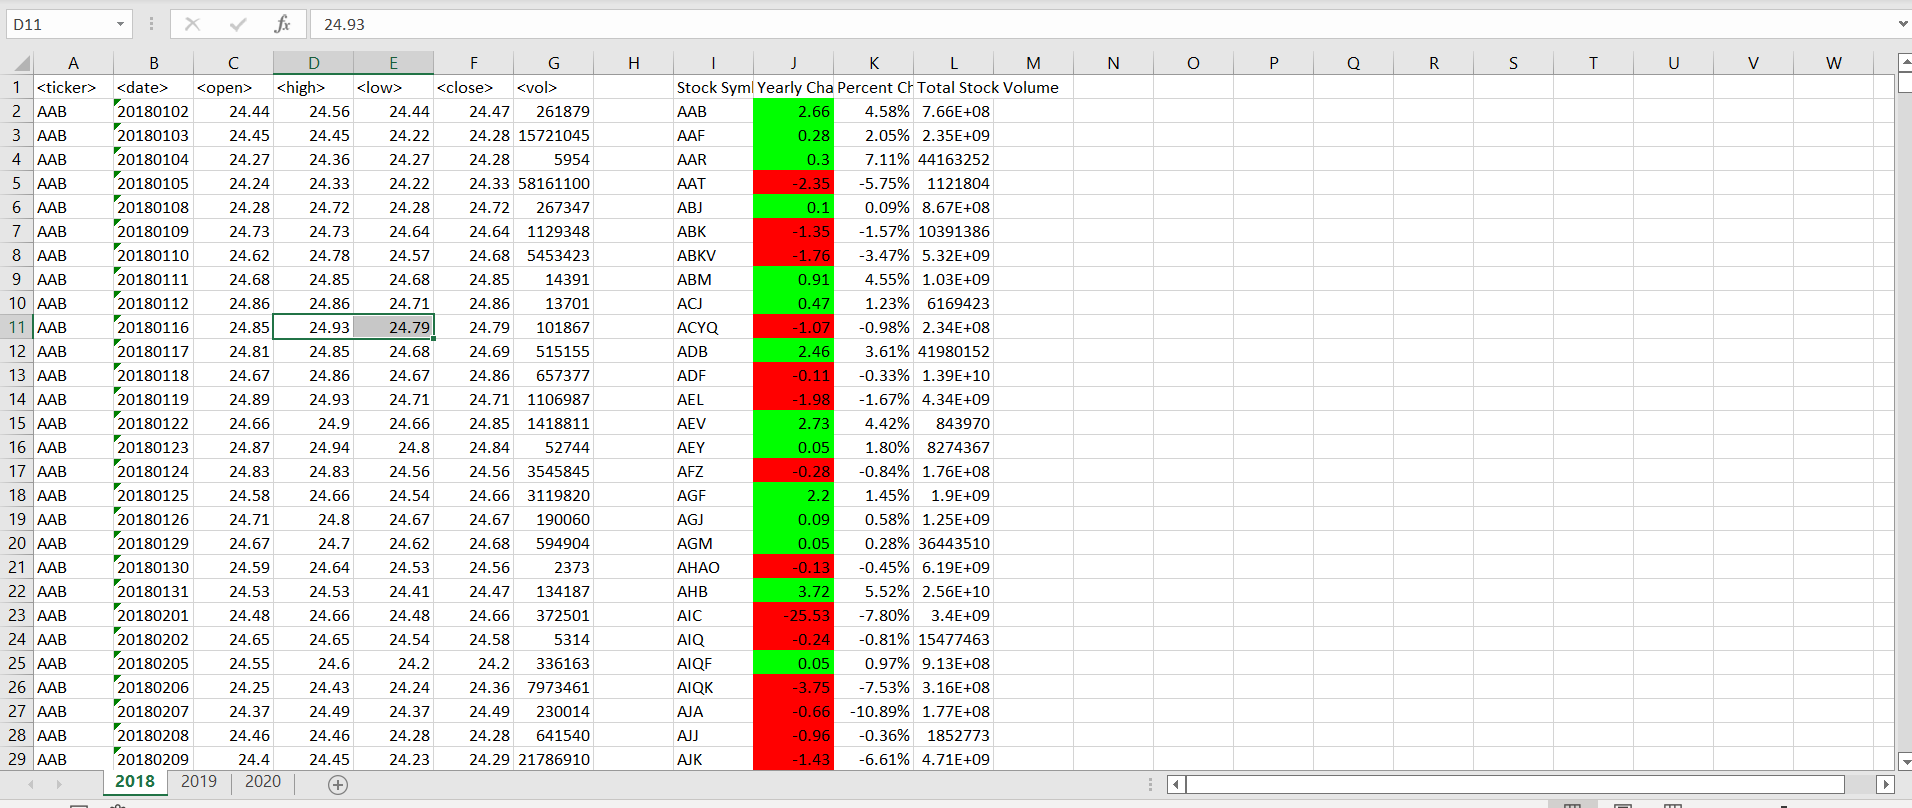 D11 24.93
A B C D E F G H I J K L M N O P Q R S T U V W
1 <ticker> <date> <open> <high> <low> <close> <vol> Stock Syml Yearly Cha Percent Ch Total Stock Volume
2 AAB 20180102 24.44 24.56 24.44 24.47 261879 AAB 2.66 4.58% 7.66E+08
3 AAB 20180103 24.45 24.45 24.22 24.28 15721045 AAF 0.28 2.05% 2.35E+09
4 AAB 20180104 24.27 24.36 24.27 24.28 5954 AAR 0.3 7.11% 44163252
5 AAB 20180105 24.24 24.33 24.22 24.33 58161100 AAT -2.35 -5.75% 1121804
6 AAB 20180108 24.28 24.72 24.28 24.72 267347 ABJ 0.1 0.09% 8.67E+08
7 AAB 20180109 24.73 24.73 24.64 24.64 1129348 ABK -1.35 -1.57% 10391386
8 AAB 20180110 24.62 24.78 24.57 24.68 5453423 ABKV -1.76 -3.47% 5.32E+09
9 AAB 20180111 24.68 24.85 24.68 24.85 14391 ABM 0.91 4.55% 1.03E+09
10 AAB 20180112 24.86 24.86 24.71 24.86 13701 ACJ 0.47 1.23% 6169423
11 AAB 20180116 24.85 24.93 24.79 24.79 101867 ACYQ -1.07 -0.98% 2.34E+08
12 AAB 20180117 24.81 24.85 24.68 24.69 515155 ADB 2.46 3.61% 41980152
13 AAB 20180118 24.67 24.86 24.67 24.86 657377 ADF -0.11 -0.33% 1.39E+10
14 AAB 20180119 24.89 24.93 24.71 24.71 1106987 AEL -1.98 -1.67% 4.34E+09
15 AAB 20180122 24.66 24.9 24.66 24.85 1418811 AEV 2.73 4.42% 843970
16 AAB 20180123 24.87 24.94 24.8 24.84 52744 AEY 0.05 1.80% 8274367
17 AAB 20180124 24.83 24.83 24.56 24.56 3545845 AFZ -0.28 -0.84% 1.76E+08
18 AAB 20180125 24.58 24.66 24.54 24.66 3119820 AGF 2.2 1.45% 1.9E+09
19 AAB 20180126 24.71 24.8 24.67 24.67 190060 AGJ 0.09 0.58% 1.25E+09
20 AAB 20180129 24.67 24.7 24.62 24.68 594904 AGM 0.05 0.28% 36443510
21 AAB 20180130 24.59 24.64 24.53 24.56 2373 AHAO -0.13 -0.45% 6.19E+09
22 AAB 20180131 24.53 24.53 24.41 24.47 134187 AHB 3.72 5.52% 2.56E+10
23 AAB 20180201 24.48 24.66 24.48 24.66 372501 AIC -25.53 -7.80% 3.4E+09
24 AAB 20180202 24.65 24.65 24.54 24.58 5314 AIQ -0.24 -0.81% 15477463
25 AAB 20180205 24.55 24.6 24.2 24.2 336163 AIQF 0.05 0.97% 9.13E+08
26 AAB 20180206 24.25 24.43 24.24 24.36 7973461 AIQK -3.75 -7.53% 3.16E+08
27 AAB 20180207 24.37 24.49 24.37 24.49 230014 AJA -0.66 -10.89% 1.77E+08
28 AAB 20180208 24.46 24.46 24.28 24.28 641540 AJJ -0.96 -0.36% 1852773
29 AAB 20180209 24.4 24.45 24.23 24.29 21786910 AJK -1.43 -6.61% 4.71E+09
2018 2019 2020